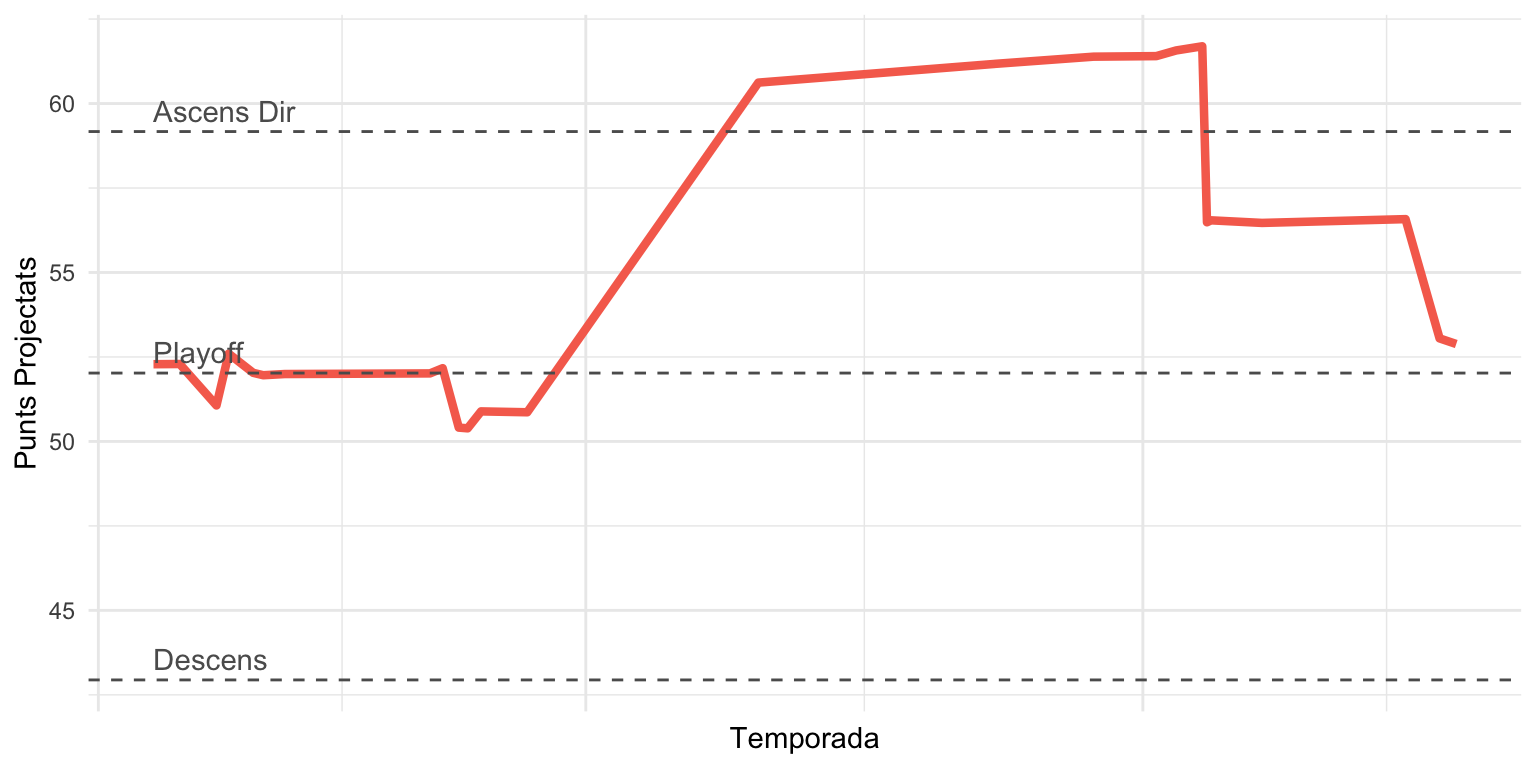 60
Ascens Dir
55
Playoff
50
45
Descens
Punts Projectats
Temporada